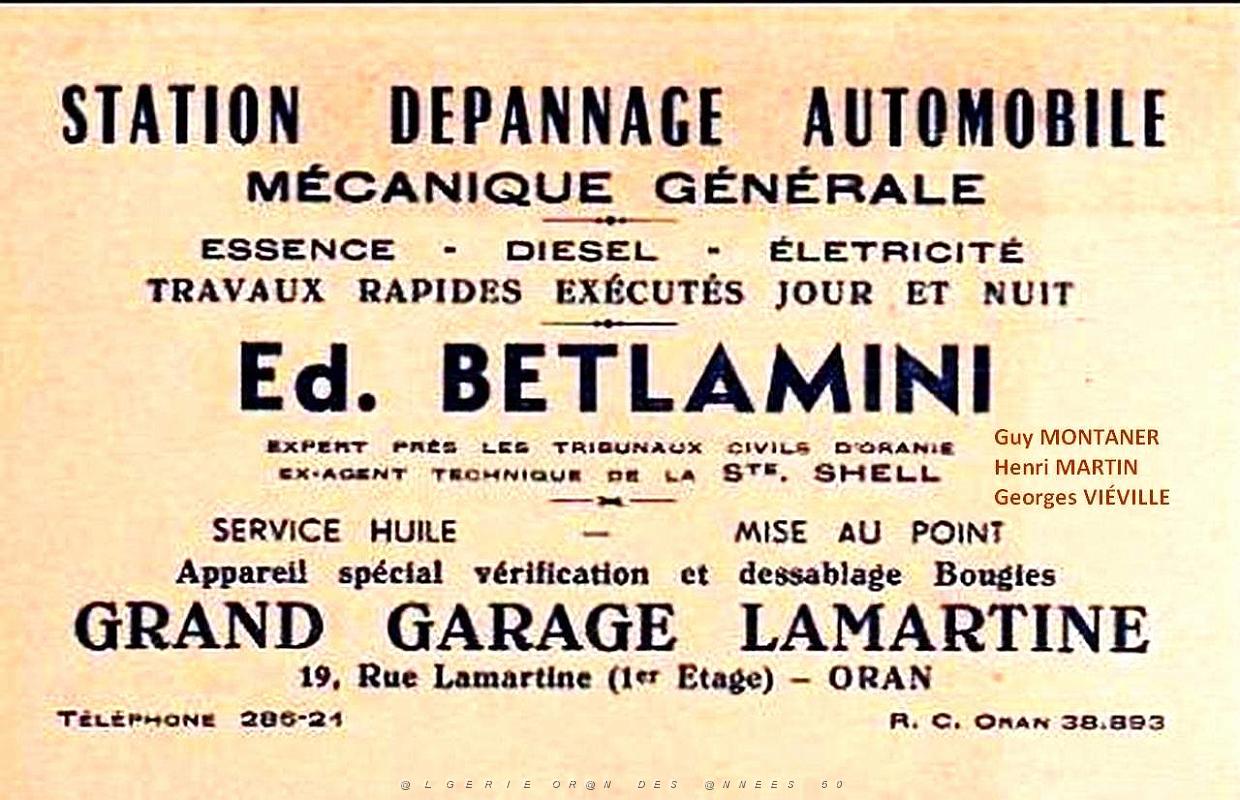 STATION DEPANNAGE AUTOMOBILE
MÉCANIQUE GÉNÉRALE
ESSENCE - DIESEL - ÉLETRICITÉ
TRAVAUX RAPIDES EXÉCUTÉS JOUR ET NUIT
Ed. BETLAMINI
EXPERT PRÉS LES TRIBUNAUX CIVILS D'ORANIE
EX-AGENT TECHNIQUE DE LA STE. SHELL
Guy MONTANER
Henri MARTIN
Georges VIÉVILLE
SERVICE HUILE — MISE AU POINT
Appareil spécial vérification et dessablage Bougies
GRAND GARAGE LAMARTINE
19, Rue Lamartine (1er Etage) — ORAN
TÉLÉPHONE 286-21 R. C. ORAN 38.893
@LGERIE OR@N DES @NNEES 50